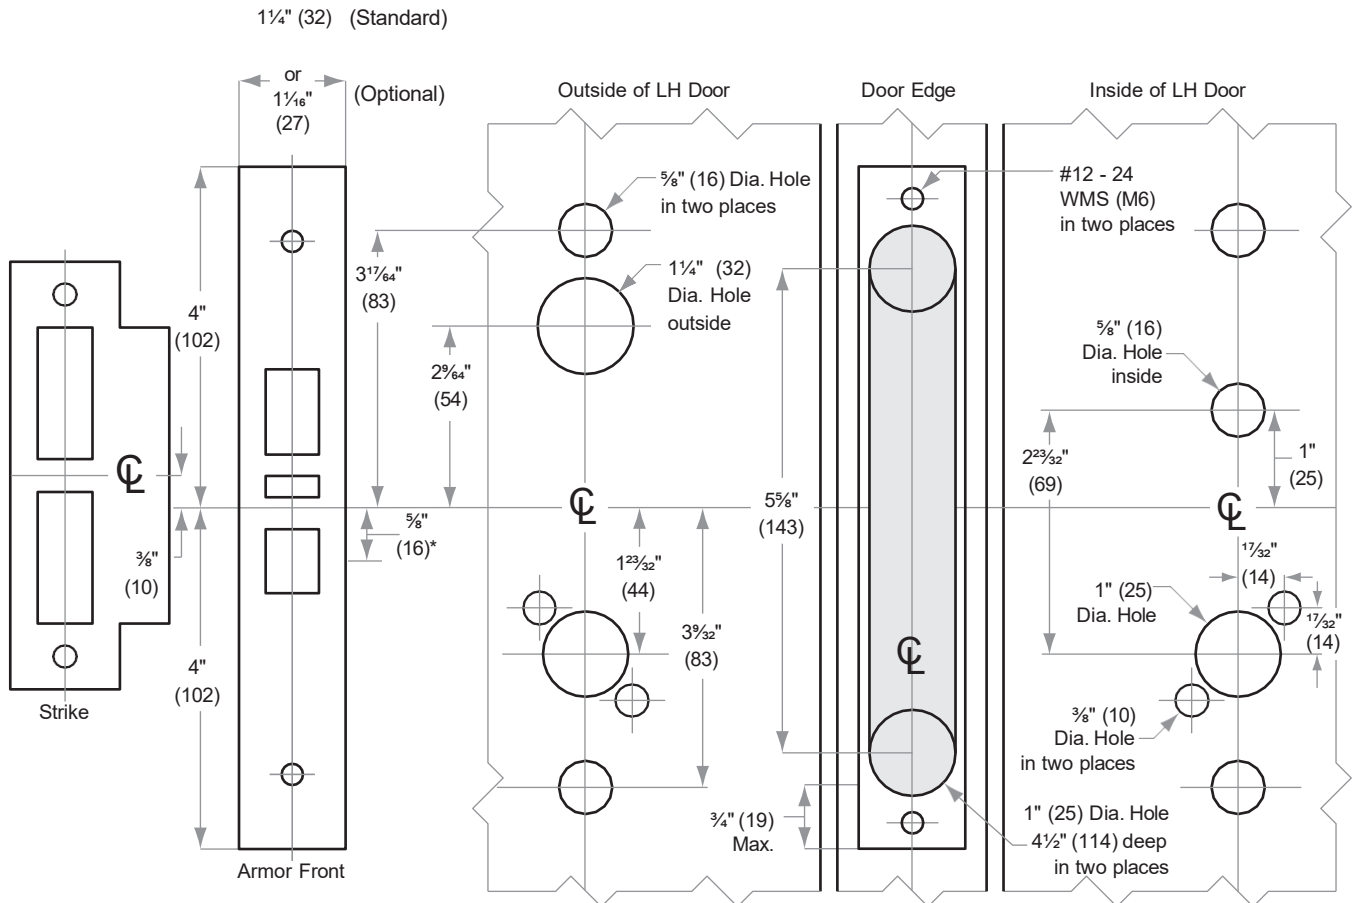 1¼" (32) (Standard)
or
1¹⁄₁₆"
(27)
(Optional)
Outside of LH Door
Door Edge
Inside of LH Door
⅝" (16) Dia. Hole
in two places
#12 - 24
WMS (M6)
in two places
3¹⁷⁄₆₄"
(83)
1¼" (32)
Dia. Hole
outside
4"
(102)
⅝" (16)
Dia. Hole
inside
2⁹⁄₆₄"
(54)
℄
1"
(25)
2²³⁄₃₂"
(69)
℄
5⅝"
(143)
℄
⅝"
(16)*
⅜"
(10)
1²³⁄₃₂"
(44)
¹⁷⁄₃₂"
(14)
1" (25)
Dia. Hole
¹⁷⁄₃₂"
(14)
3⁹⁄₃₂"
(83)
℄
4"
(102)
Strike
⅜" (10)
Dia. Hole
in two places
¾" (19)
Max.
1" (25) Dia. Hole
4½" (114) deep
in two places
Armor Front